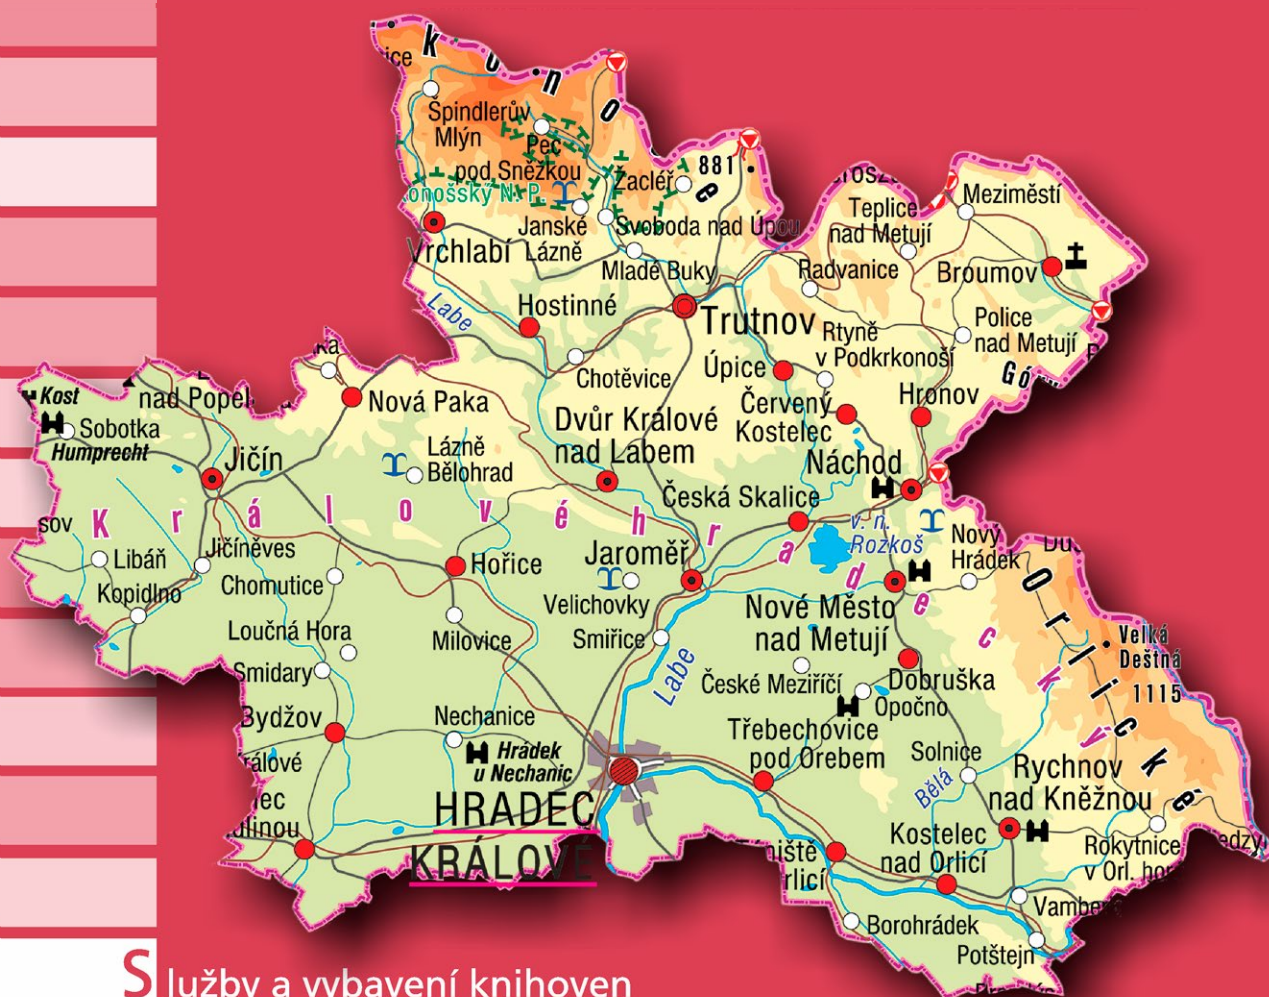 Špindlerův
Mlýn
Pec
pod Sněžkou
Žacléř
881
Janské
Lázně
Svoboda nad Úpou
Vrchlabí
Mladé Buky
Labe
Hostinné
Trutnov
Chotěvice
Teplice
nad Metují
Meziměstí
Radvanice
Broumov
Rtyně
v Podkrkonoší
Police
nad Metují
Úpice
Červený
Kostelec
Hronov
Kost
Sobotka
Humprecht
nad Popel
Nová Paka
Jičín
Lázně
Bělohrad
Dvůr Králové
nad Labem
Náchod
Česká Skalice
v. n.
Rozkoš
Královéhradecký
sov
Libáň
Jičíněves
Kopidlno
Chomutice
Hořice
Jaroměř
Velichovky
Nový
Hrádek
Nové Město
nad Metují
Loučná Hora
Milovice
Smiřice
Smidary
Labe
České Meziříčí
Dobruška
Opočno
Velká
Deštná
1115
Orlické
Bydžov
Nechanice
Hrádek
u Nechanic
Třebechovice
pod Orebem
Solnice
Bělá
Rychnov
nad Kněžnou
HRADEC
KRÁLOVÉ
Kostelec
nad Orlicí
Rokytnice
v Orl. hor
Vamberk
Borohrádek
Potštejn
Služby a vybavení knihoven